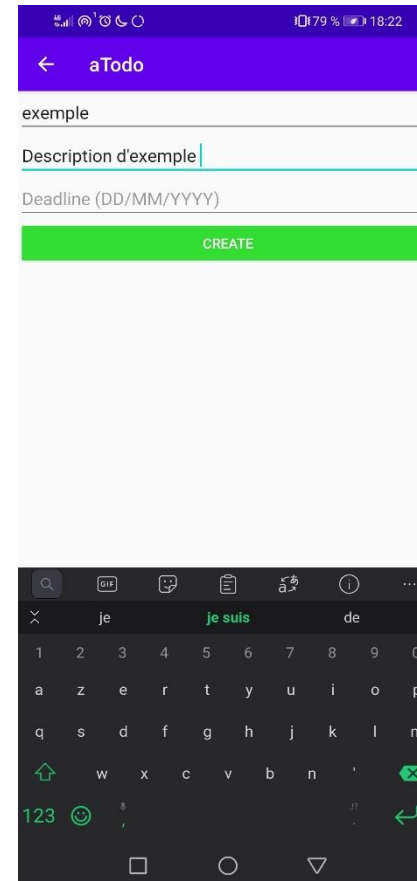 79 % 18:22
aTodo
exemple
Description d'exemple
Deadline (DD/MM/YYYY)
CREATE
GIF
je je suis de
1 2 3 4 5 6 7 8 9 0
a z e r t y u i o p
q s d f g h j k l m
w x c v b n '
123 , .